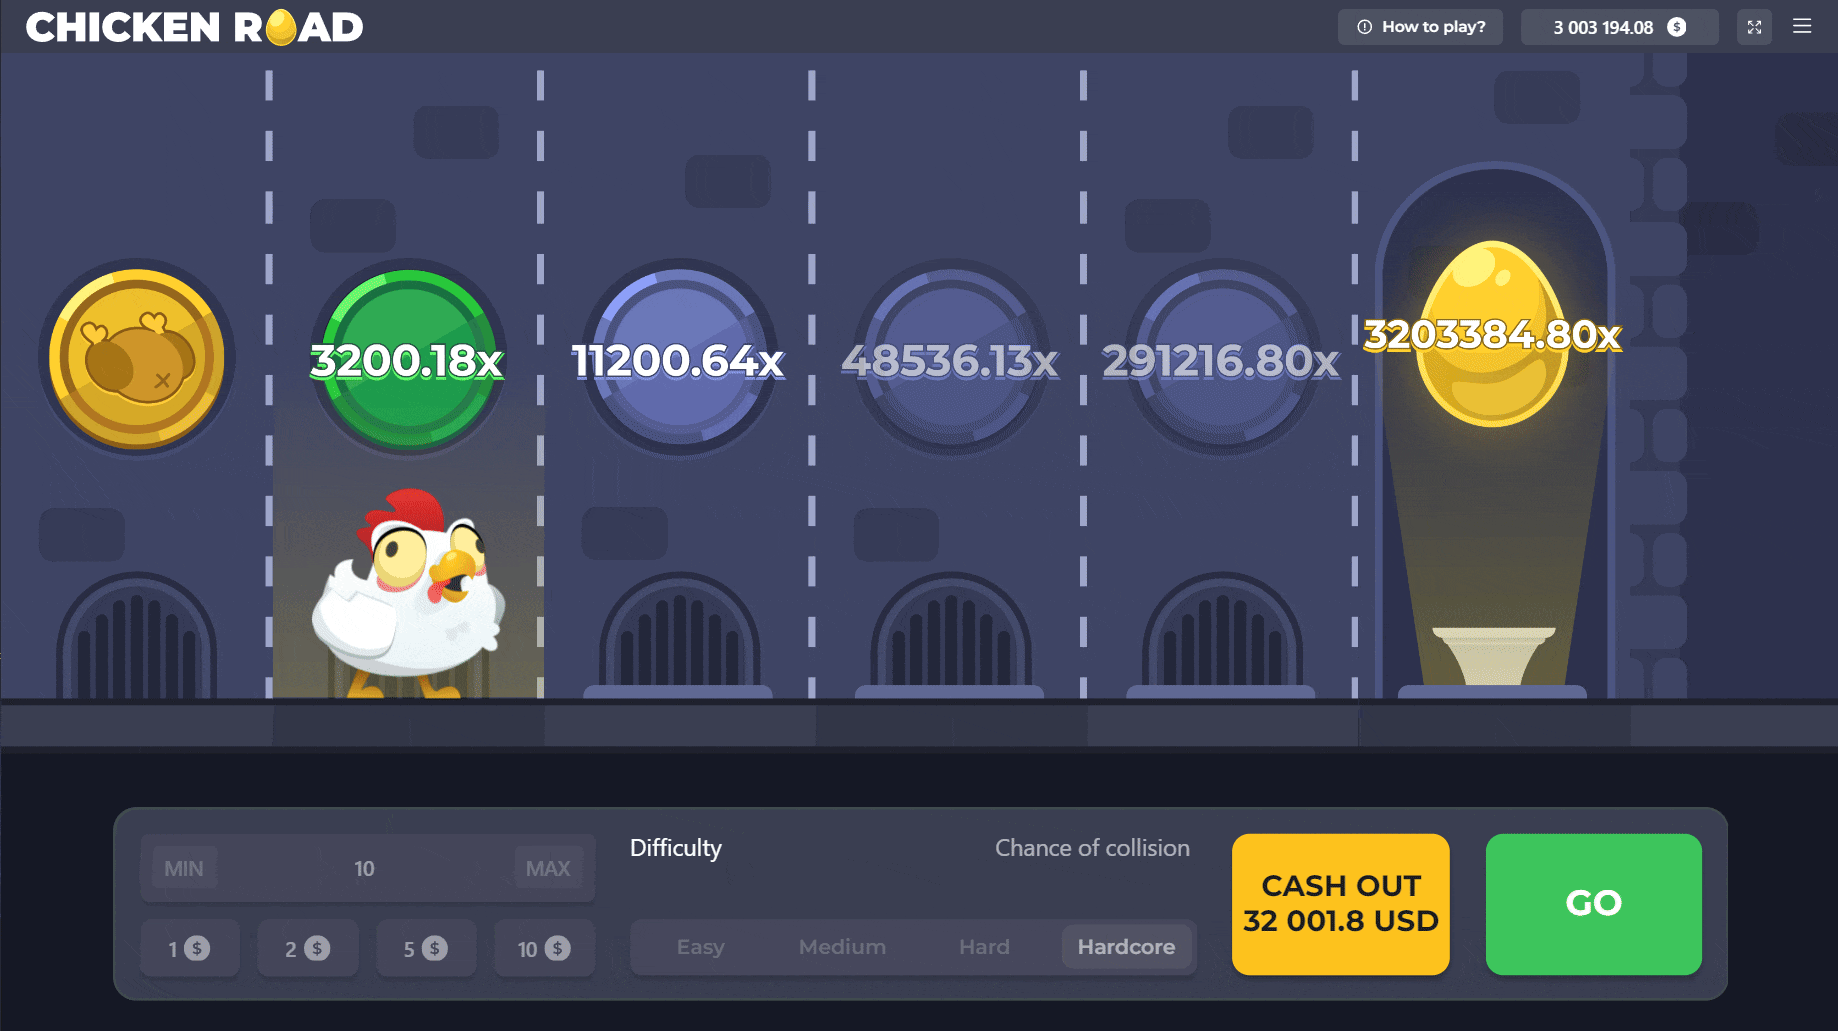 CHICKEN ROAD
How to play?
3 003 194.08 $
3200.18x
11200.64x
48536.13x
291216.80x
3203384.80x
MIN 10 MAX
1 $ 2 $ 5 $ 10 $
Difficulty
Chance of collision
Easy Medium Hard Hardcore
CASH OUT
32 001.8 USD
GO